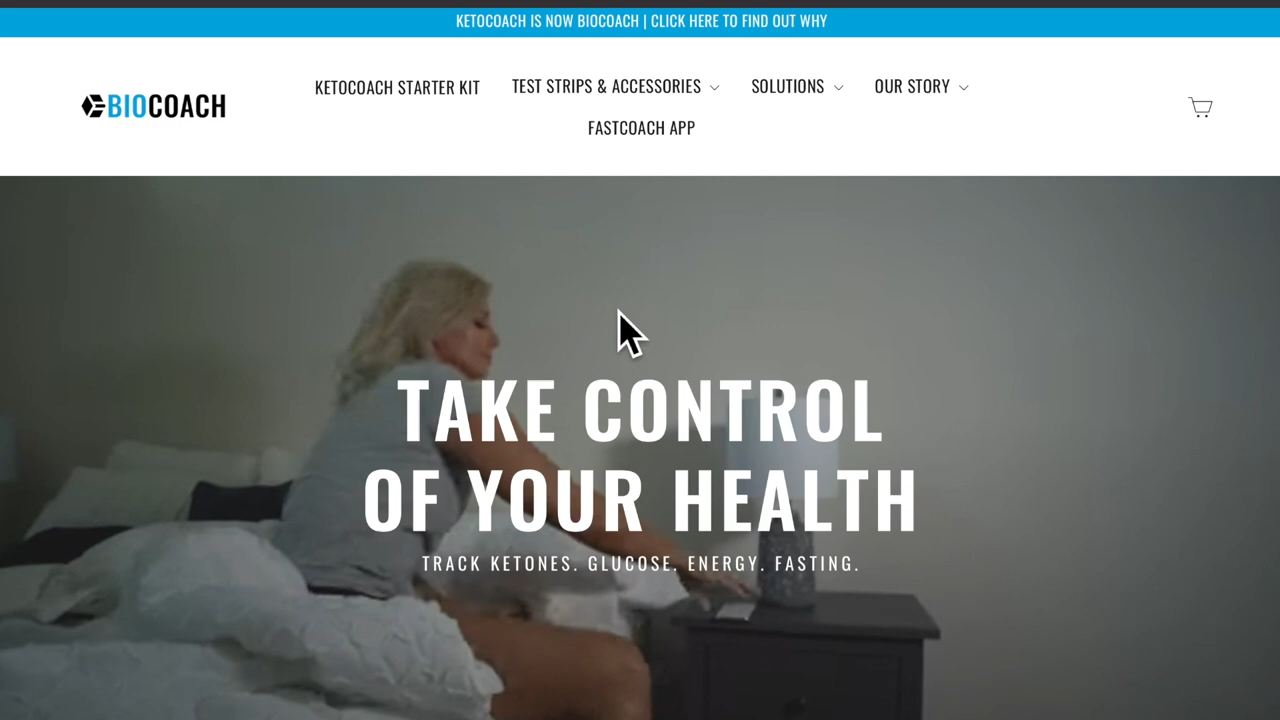 KETOCOACH IS NOW BIOCOACH | CLICK HERE TO FIND OUT WHY
BIOCOACH
KETOCOACH STARTER KIT
TEST STRIPS & ACCESSORIES
SOLUTIONS
OUR STORY
FASTCOACH APP
TAKE CONTROL
OF YOUR HEALTH
TRACK KETONES. GLUCOSE. ENERGY. FASTING.